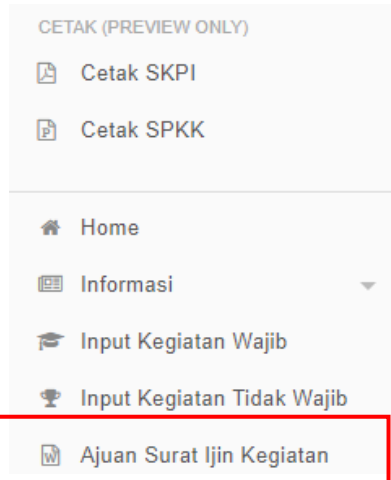 CETAK (PREVIEW ONLY)
Cetak SKPI
Cetak SPKK
Home
Informasi
Input Kegiatan Wajib
Input Kegiatan Tidak Wajib
Ajuan Surat Ijin Kegiatan